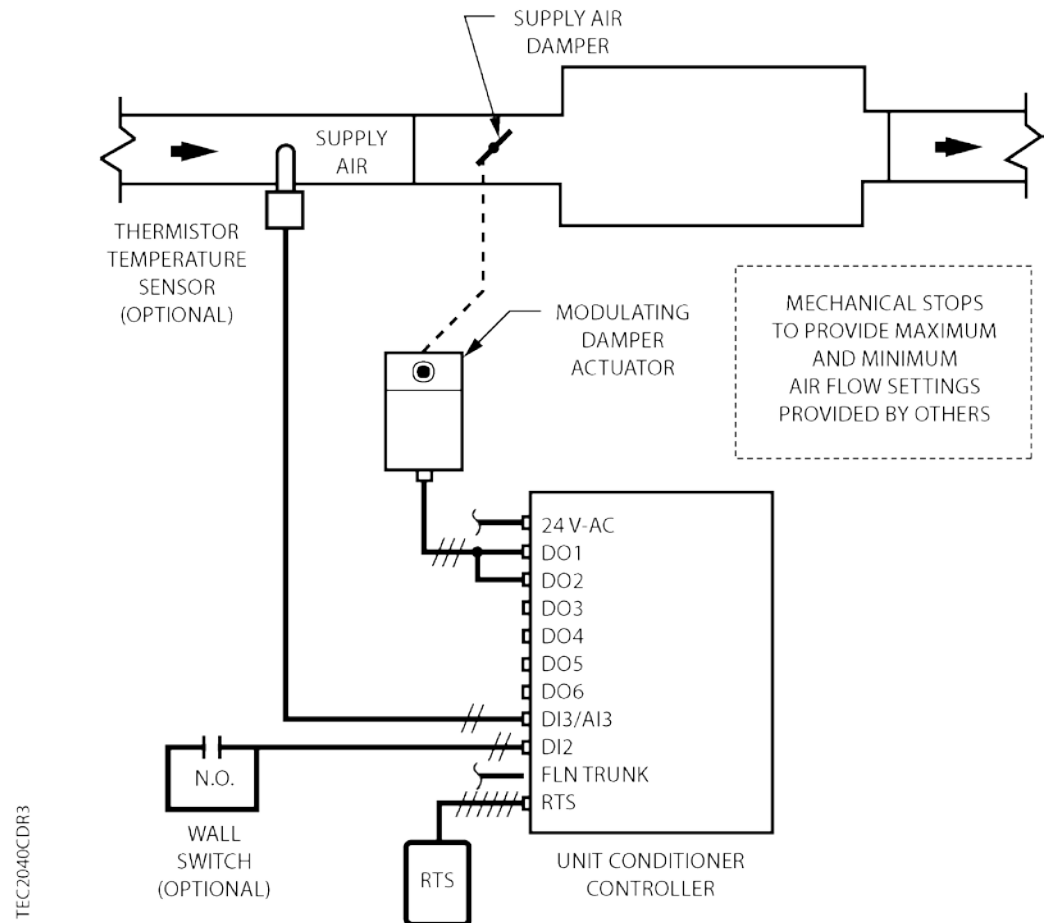 SUPPLY AIR
DAMPER
SUPPLY
AIR
THERMISTOR
TEMPERATURE
SENSOR
(OPTIONAL)
MODULATING
DAMPER
ACTUATOR
MECHANICAL STOPS
TO PROVIDE MAXIMUM
AND MINIMUM
AIR FLOW SETTINGS
PROVIDED BY OTHERS
24 V-AC
DO1
DO2
DO3
DO4
DO5
DO6
DI3/AI3
DI2
FLN TRUNK
RTS
N.O.
WALL
SWITCH
(OPTIONAL)
RTS
UNIT CONDITIONER
CONTROLLER
TEC2040CDR3